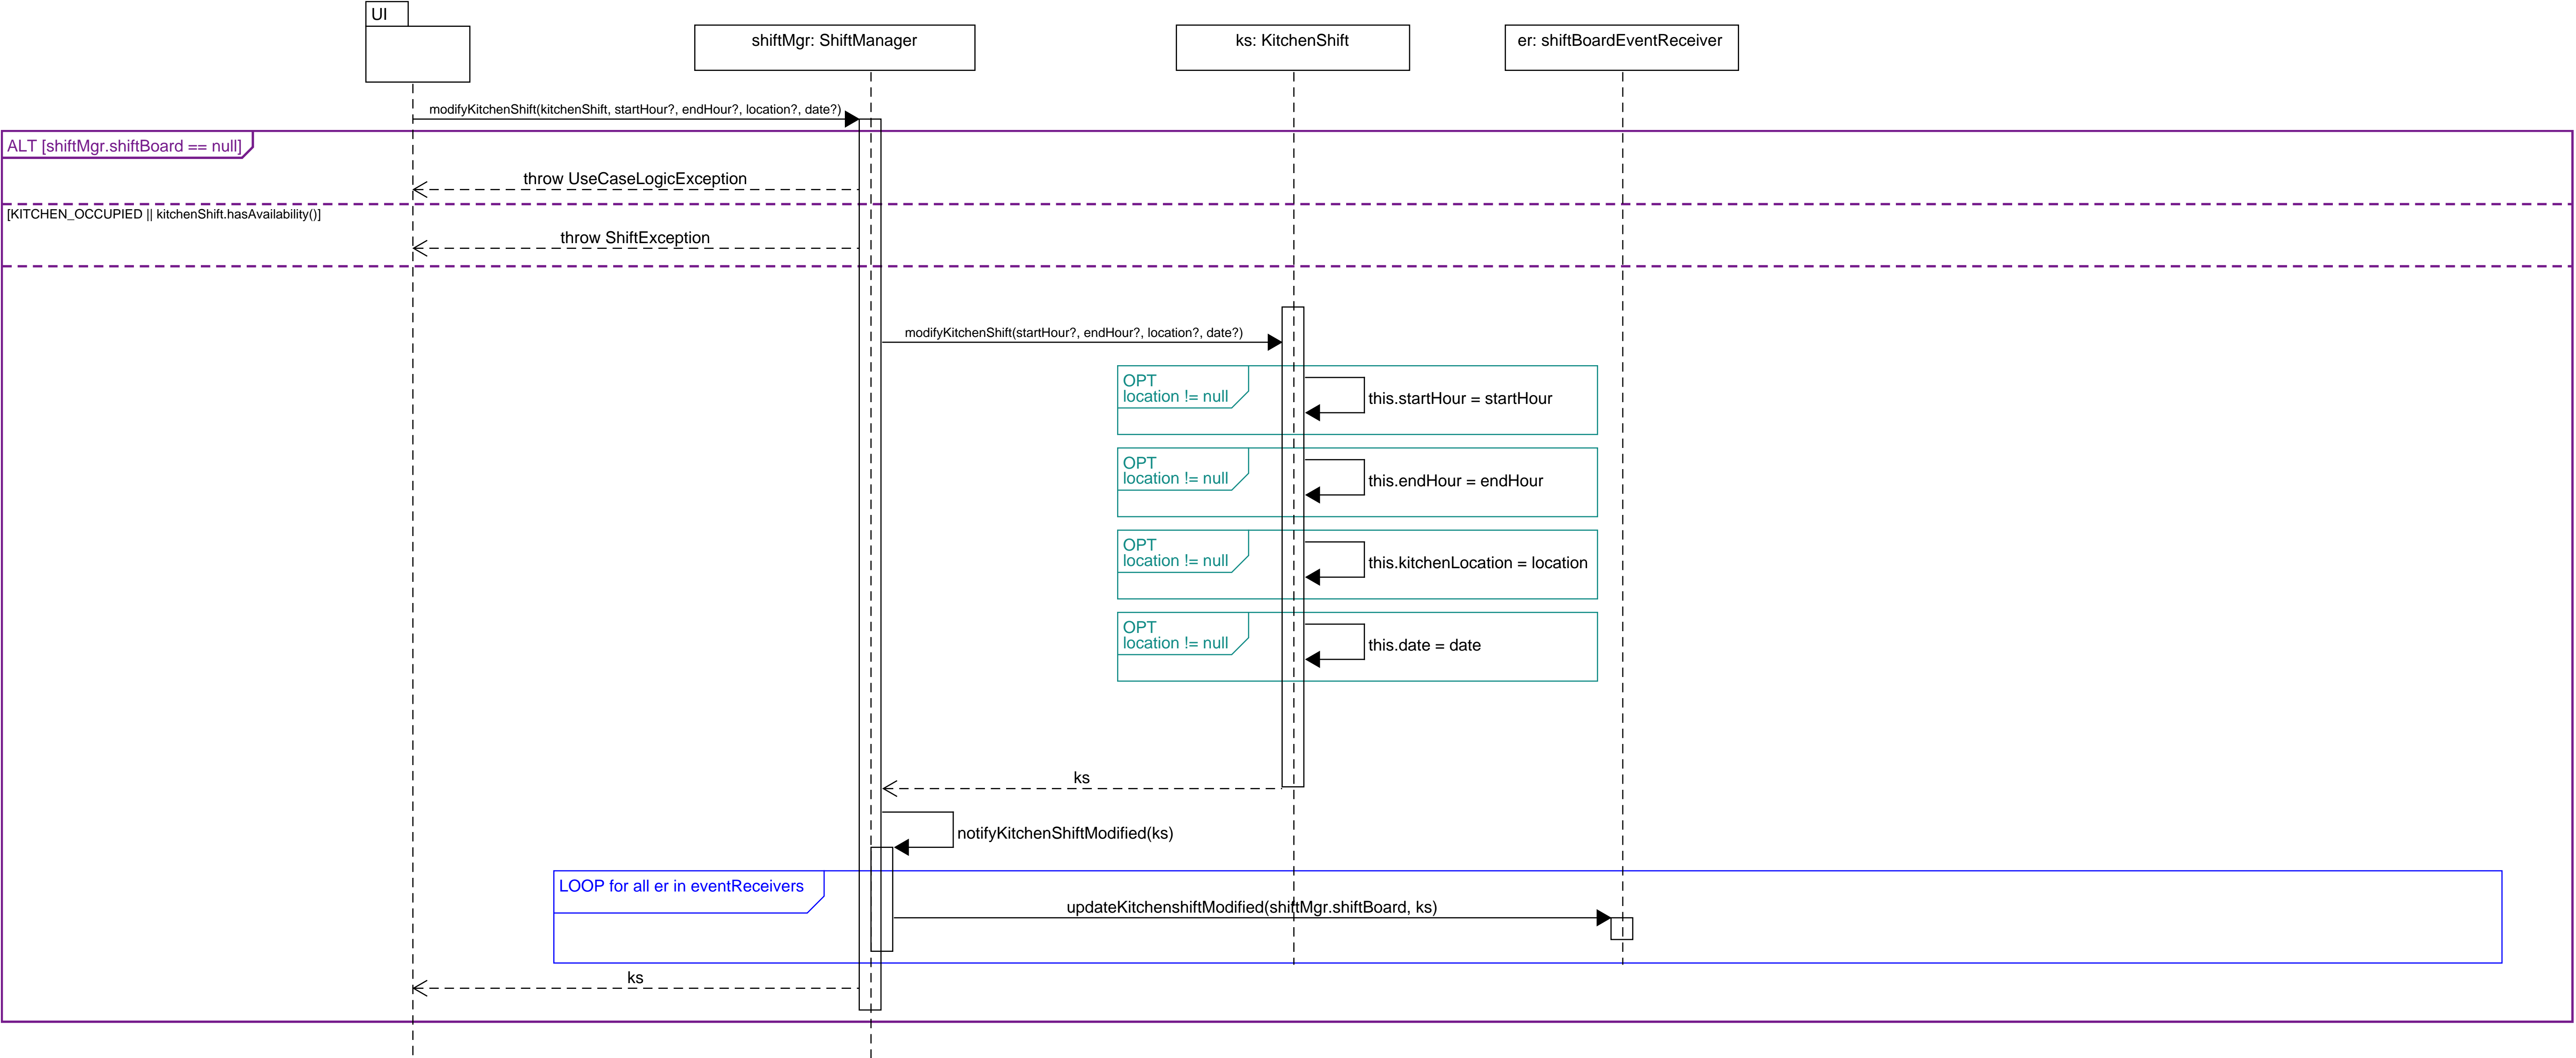 UI
shiftMgr: ShiftManager
ks: KitchenShift
er: shiftBoardEventReceiver
modifyKitchenShift(kitchenShift, startHour?, endHour?, location?, date?)
ALT [shiftMgr.shiftBoard == null]
throw UseCaseLogicException
[KITCHEN_OCCUPIED || kitchenShift.hasAvailability()]
throw ShiftException
modifyKitchenShift(startHour?, endHour?, location?, date?)
OPT
location != null
this.startHour = startHour
OPT
location != null
this.endHour = endHour
OPT
location != null
this.kitchenLocation = location
OPT
location != null
this.date = date
ks
notifyKitchenShiftModified(ks)
LOOP for all er in eventReceivers
updateKitchenshiftModified(shiftMgr.shiftBoard, ks)
ks